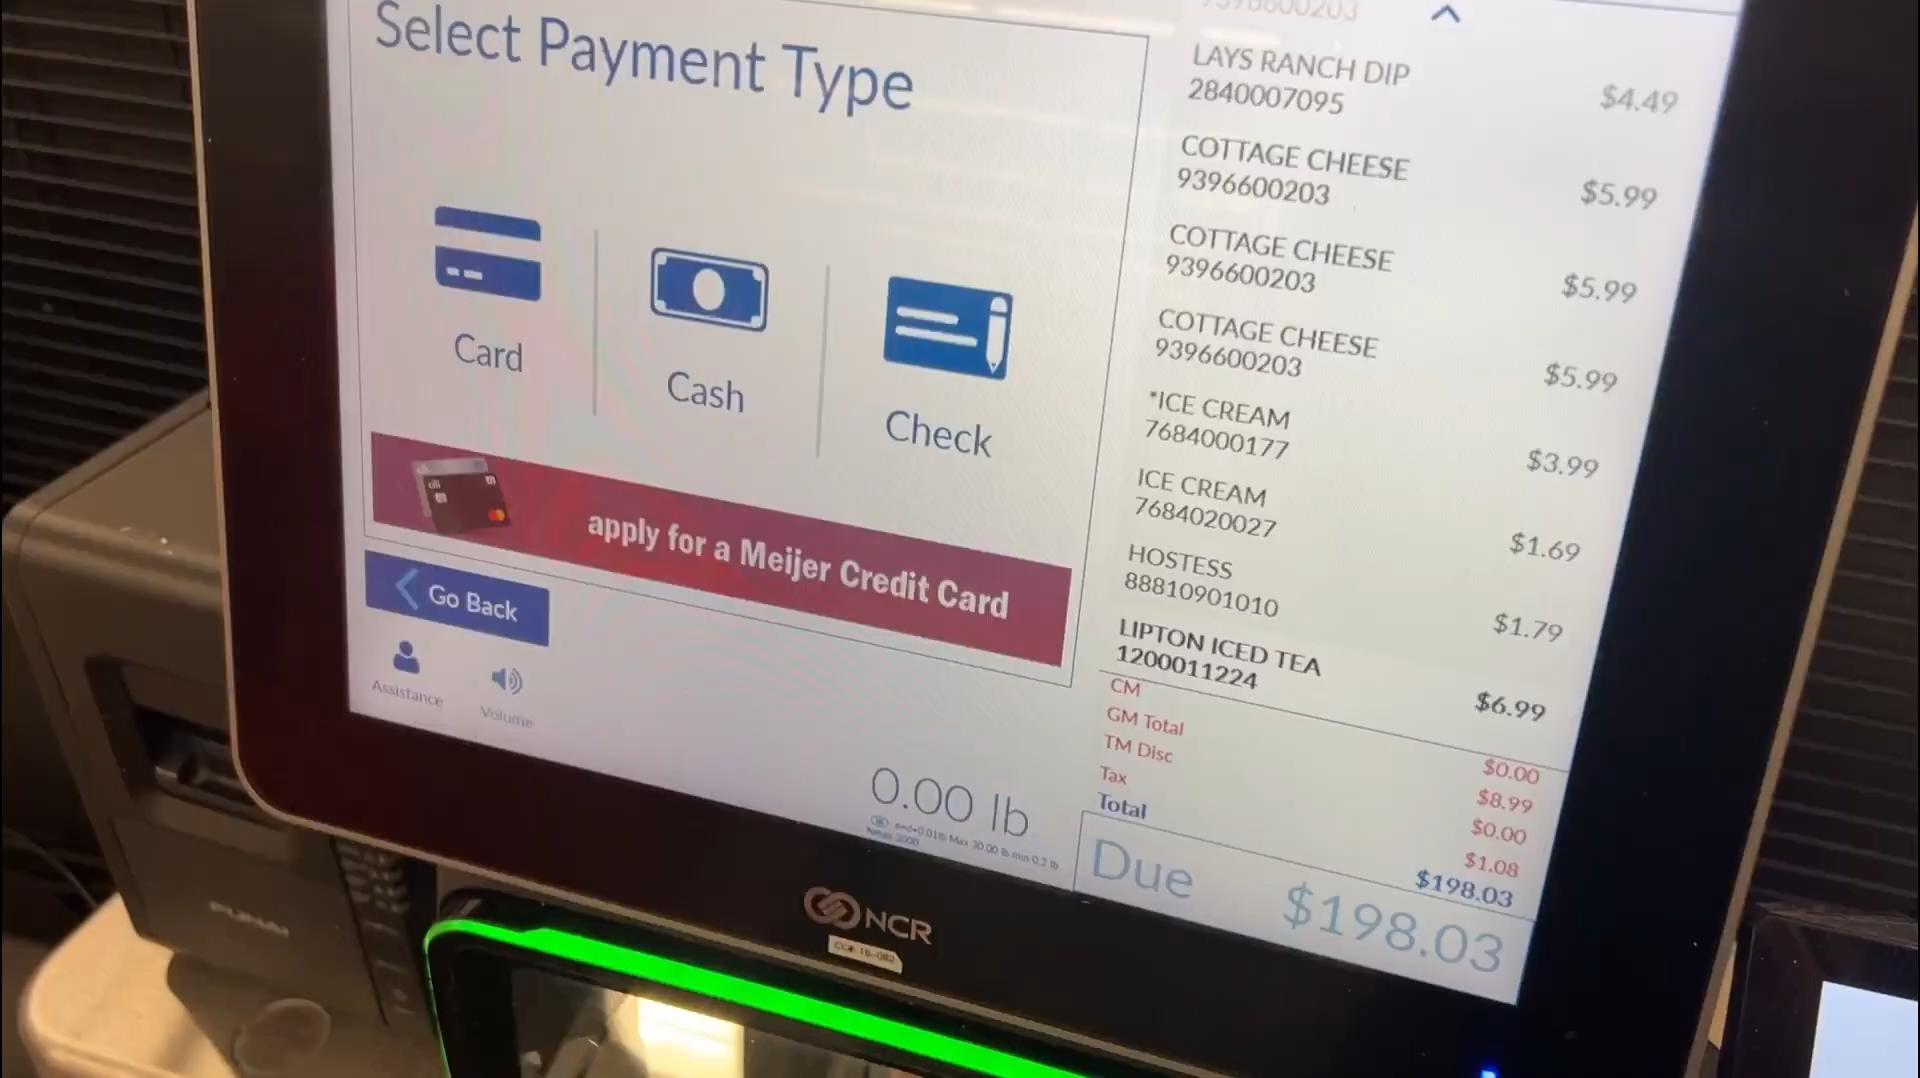 Select Payment Type
Card
Cash
Check
apply for a Meijer Credit Card
Go Back
Assistance
Volume
0.00 lb
9396600203
LAYS RANCH DIP
2840007095
$4.49
COTTAGE CHEESE
9396600203
$5.99
COTTAGE CHEESE
9396600203
$5.99
COTTAGE CHEESE
9396600203
$5.99
*ICE CREAM
7684000177
$3.99
ICE CREAM
7684020027
$1.69
HOSTESS
88810901010
$1.79
LIPTON ICED TEA
1200011224
$6.99
CM $0.00
GM Total $8.99
TM Disc $0.00
Tax $1.08
Total $198.03
Due $198.03
NCR